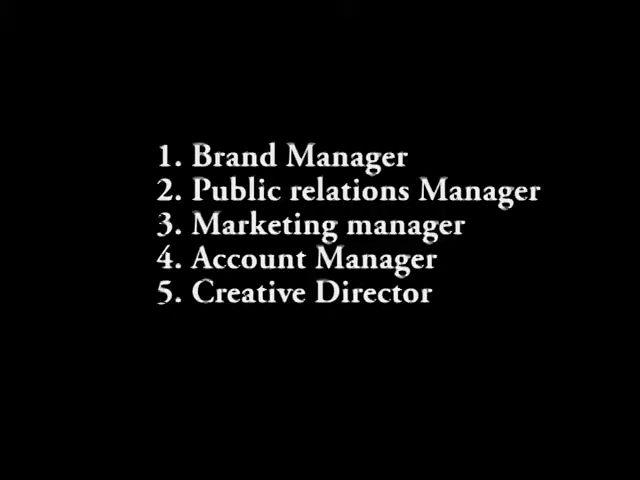 1. Brand Manager
2. Public relations Manager
3. Marketing manager
4. Account Manager
5. Creative Director